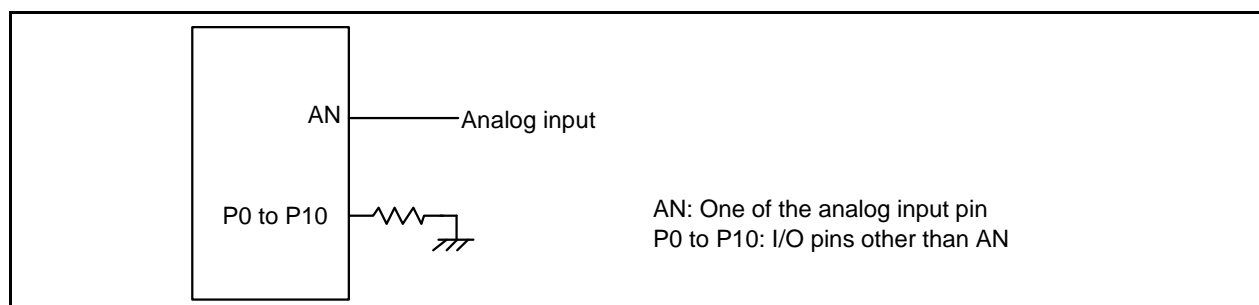 AN
Analog input
P0 to P10
AN: One of the analog input pin
P0 to P10: I/O pins other than AN